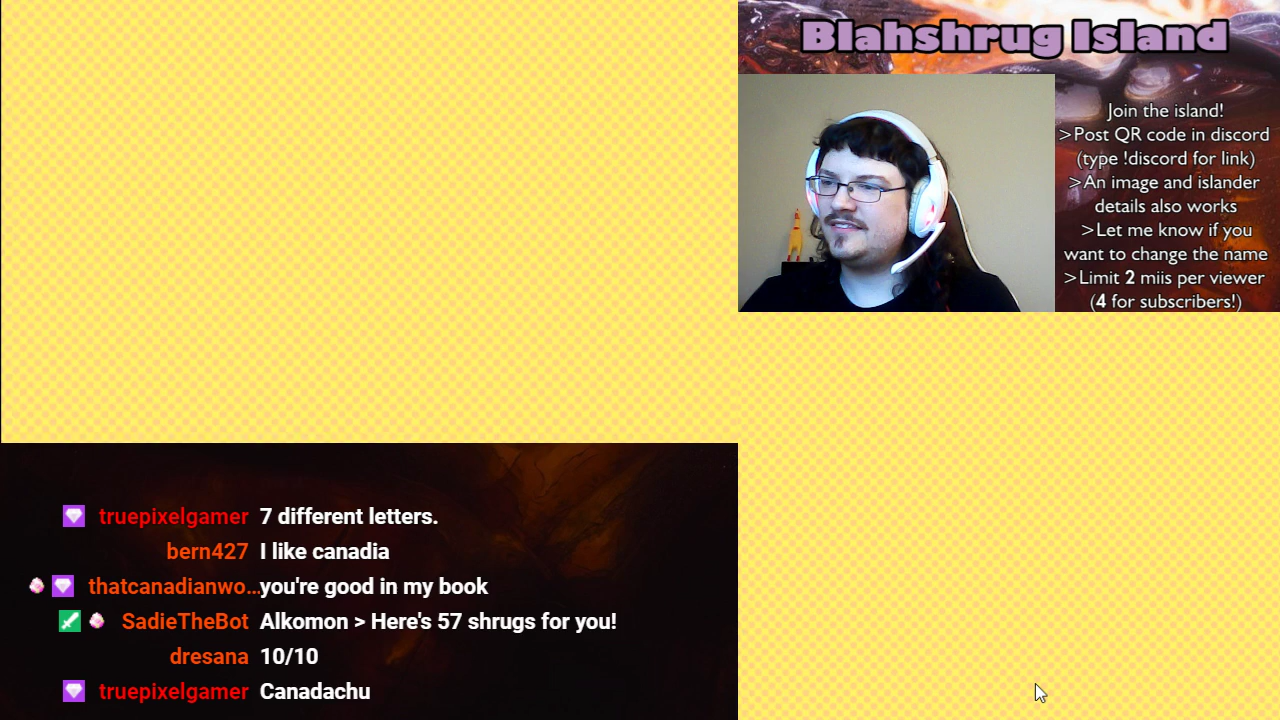 Blahshrug Island
Join the island!
>Post QR code in discord
(type !discord for link)
>An image and islander
details also works
>Let me know if you
want to change the name
>Limit 2 miis per viewer
(4 for subscribers!)
truepixelgamer 7 different letters.
bern427 I like canadia
thatcanadianwo... you're good in my book
SadieTheBot Alkomon > Here's 57 shrugs for you!
dresana 10/10
truepixelgamer Canadachu